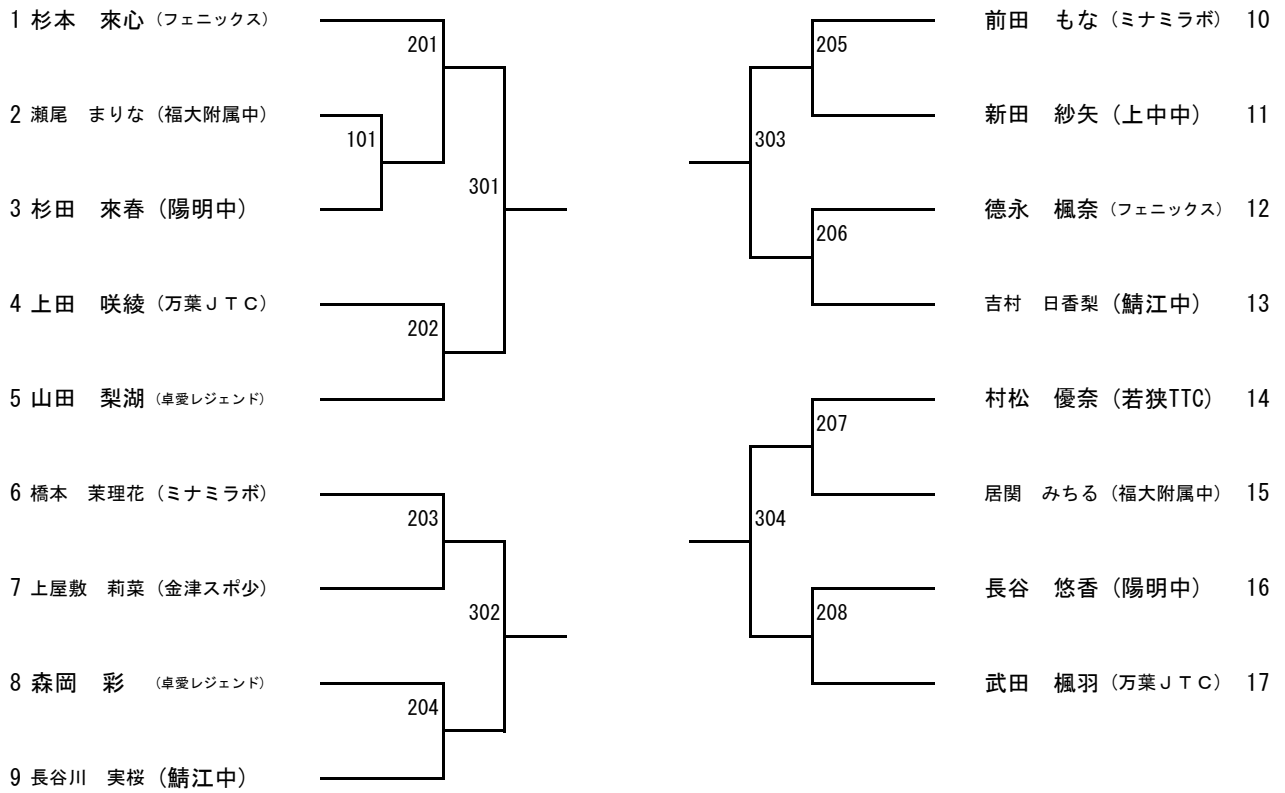 1 杉本　來心 (フェニックス)
201
2 瀬尾　まりな (福大附属中)
101
3 杉田　來春 (陽明中)
301
4 上田　咲綾 (万葉ＪＴＣ)
202
5 山田　梨湖 (卓愛レジェンド)
6 橋本　茉理花 (ミナミラボ)
203
7 上屋敷　莉菜 (金津スポ少)
302
8 森岡　彩 (卓愛レジェンド)
204
9 長谷川　実桜 (鯖江中)
前田　もな (ミナミラボ) 10
205
新田　紗矢 (上中中) 11
303
德永　楓奈 (フェニックス) 12
206
吉村　日香梨 (鯖江中) 13
村松　優奈 (若狭TTC) 14
207
居関　みちる (福大附属中) 15
304
長谷　悠香 (陽明中) 16
208
武田　楓羽 (万葉ＪＴＣ) 17